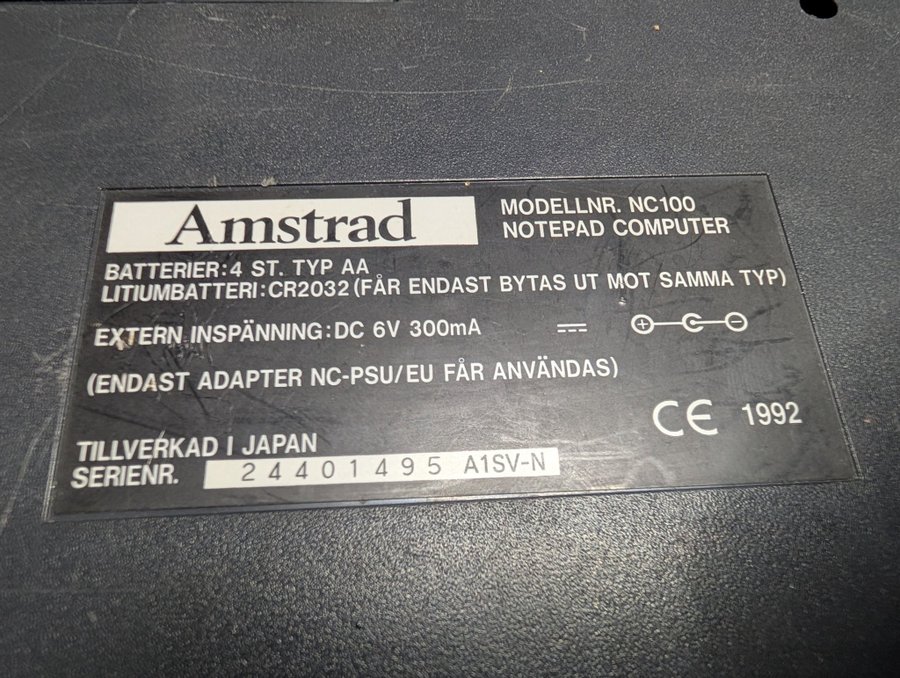 Amstrad
MODELLNR. NC100
NOTEPAD COMPUTER
BATTERIER:4 ST. TYP AA
LITIUMBATTERI:CR2032 (FÅR ENDAST BYTAS UT MOT SAMMA TYP)
EXTERN INSPÄNNING:DC 6V 300mA
(ENDAST ADAPTER NC-PSU/EU FÅR ANVÄNDAS)
CE 1992
TILLVERKAD I JAPAN
SERIENR. 24401495 A1SV-N